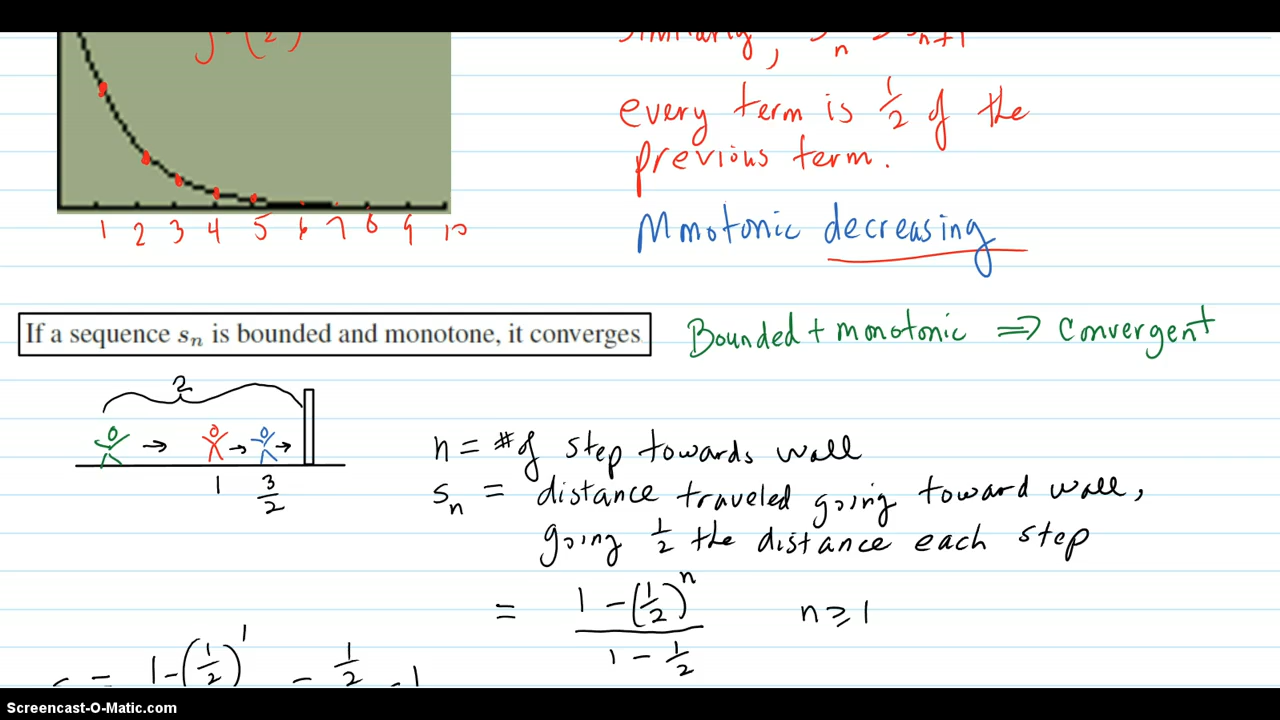 every term is 1/2 of the
previous term.
Mmotonic decreasing
1 2 3 4 5 6 7 8 9 10
If a sequence sₙ is bounded and monotone, it converges
Bounded + monotonic ⇒ Convergent
2
1 3/2
n = # of step towards wall
sₙ = distance traveled going toward wall,
going 1/2 the distance each step
= (1 - (1/2)ⁿ)/(1 - 1/2) n ≥ 1
Screencast-O-Matic.com